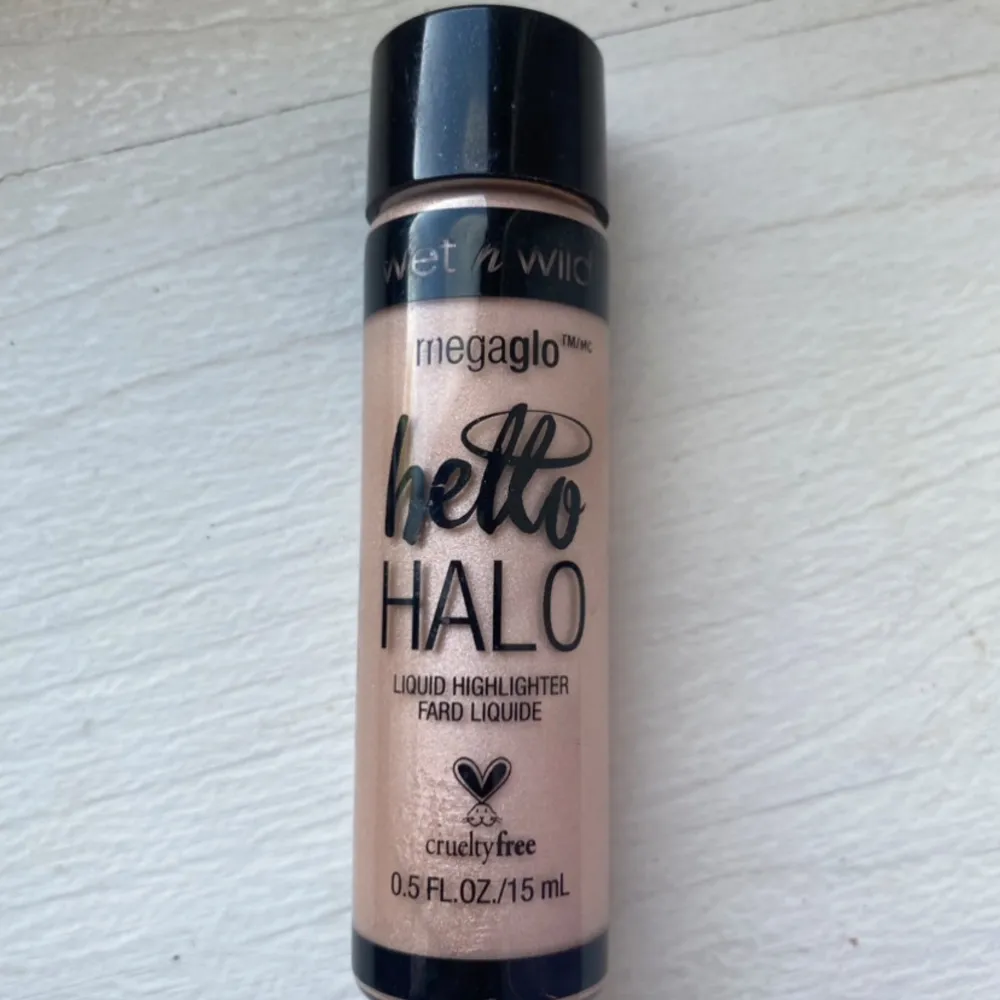 wet n wild
megaglo™/MC
hello
HALO
LIQUID HIGHLIGHTER
FARD LIQUIDE
crueltyfree
0.5 FL.OZ./15 mL